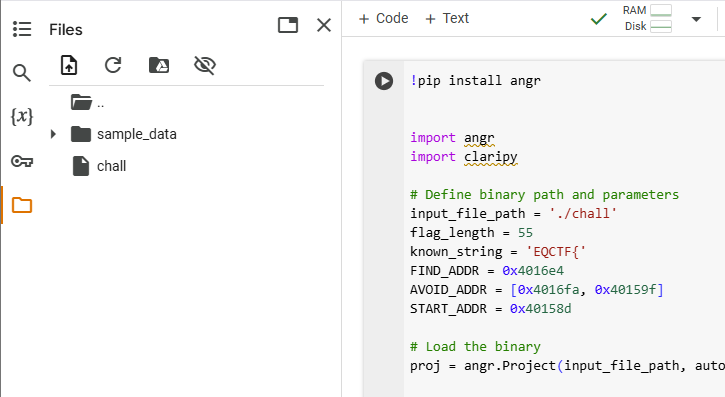 Files
{x}
..
sample_data
chall
+ Code + Text
RAM
Disk
!pip install angr
import angr
import claripy
# Define binary path and parameters
input_file_path = './chall'
flag_length = 55
known_string = 'EQCTF{'
FIND_ADDR = 0x4016e4
AVOID_ADDR = [0x4016fa, 0x40159f]
START_ADDR = 0x40158d
# Load the binary
proj = angr.Project(input_file_path, auto